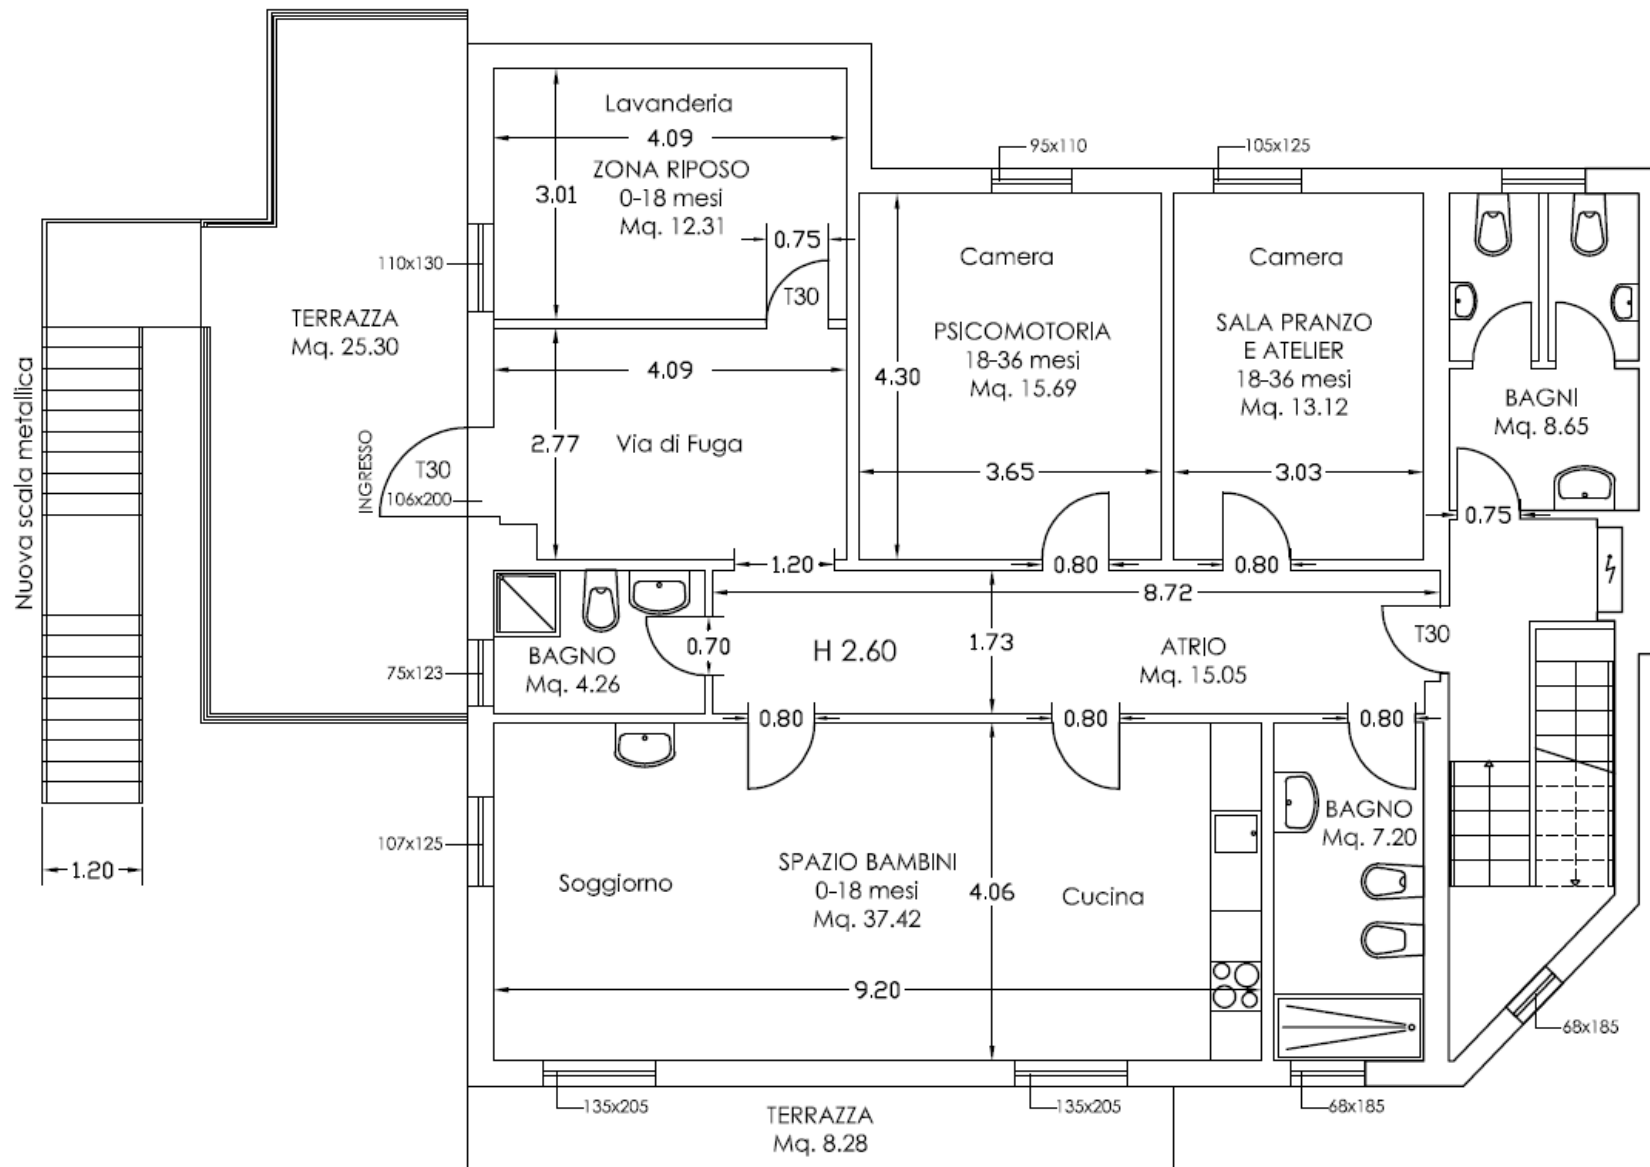 Lavanderia
4.09
ZONA RIPOSO
0-18 mesi
Mq. 12.31
3.01
0.75
T30
110x130
95x110
105x125
TERRAZZA
Mq. 25.30
Camera
PSICOMOTORIA
18-36 mesi
Mq. 15.69
4.30
3.65
Camera
SALA PRANZO
E ATELIER
18-36 mesi
Mq. 13.12
3.03
BAGNI
Mq. 8.65
0.75
Nuova scala metallica
4.09
2.77
Via di Fuga
INGRESSO
T30
106x200
1.20
0.80
0.80
8.72
0.70
H 2.60
1.73
ATRIO
Mq. 15.05
T30
BAGNO
Mq. 4.26
75x123
0.80
0.80
0.80
107x125
1.20
Soggiorno
SPAZIO BAMBINI
0-18 mesi
Mq. 37.42
4.06
Cucina
9.20
BAGNO
Mq. 7.20
68x185
135x205
135x205
68x185
TERRAZZA
Mq. 8.28